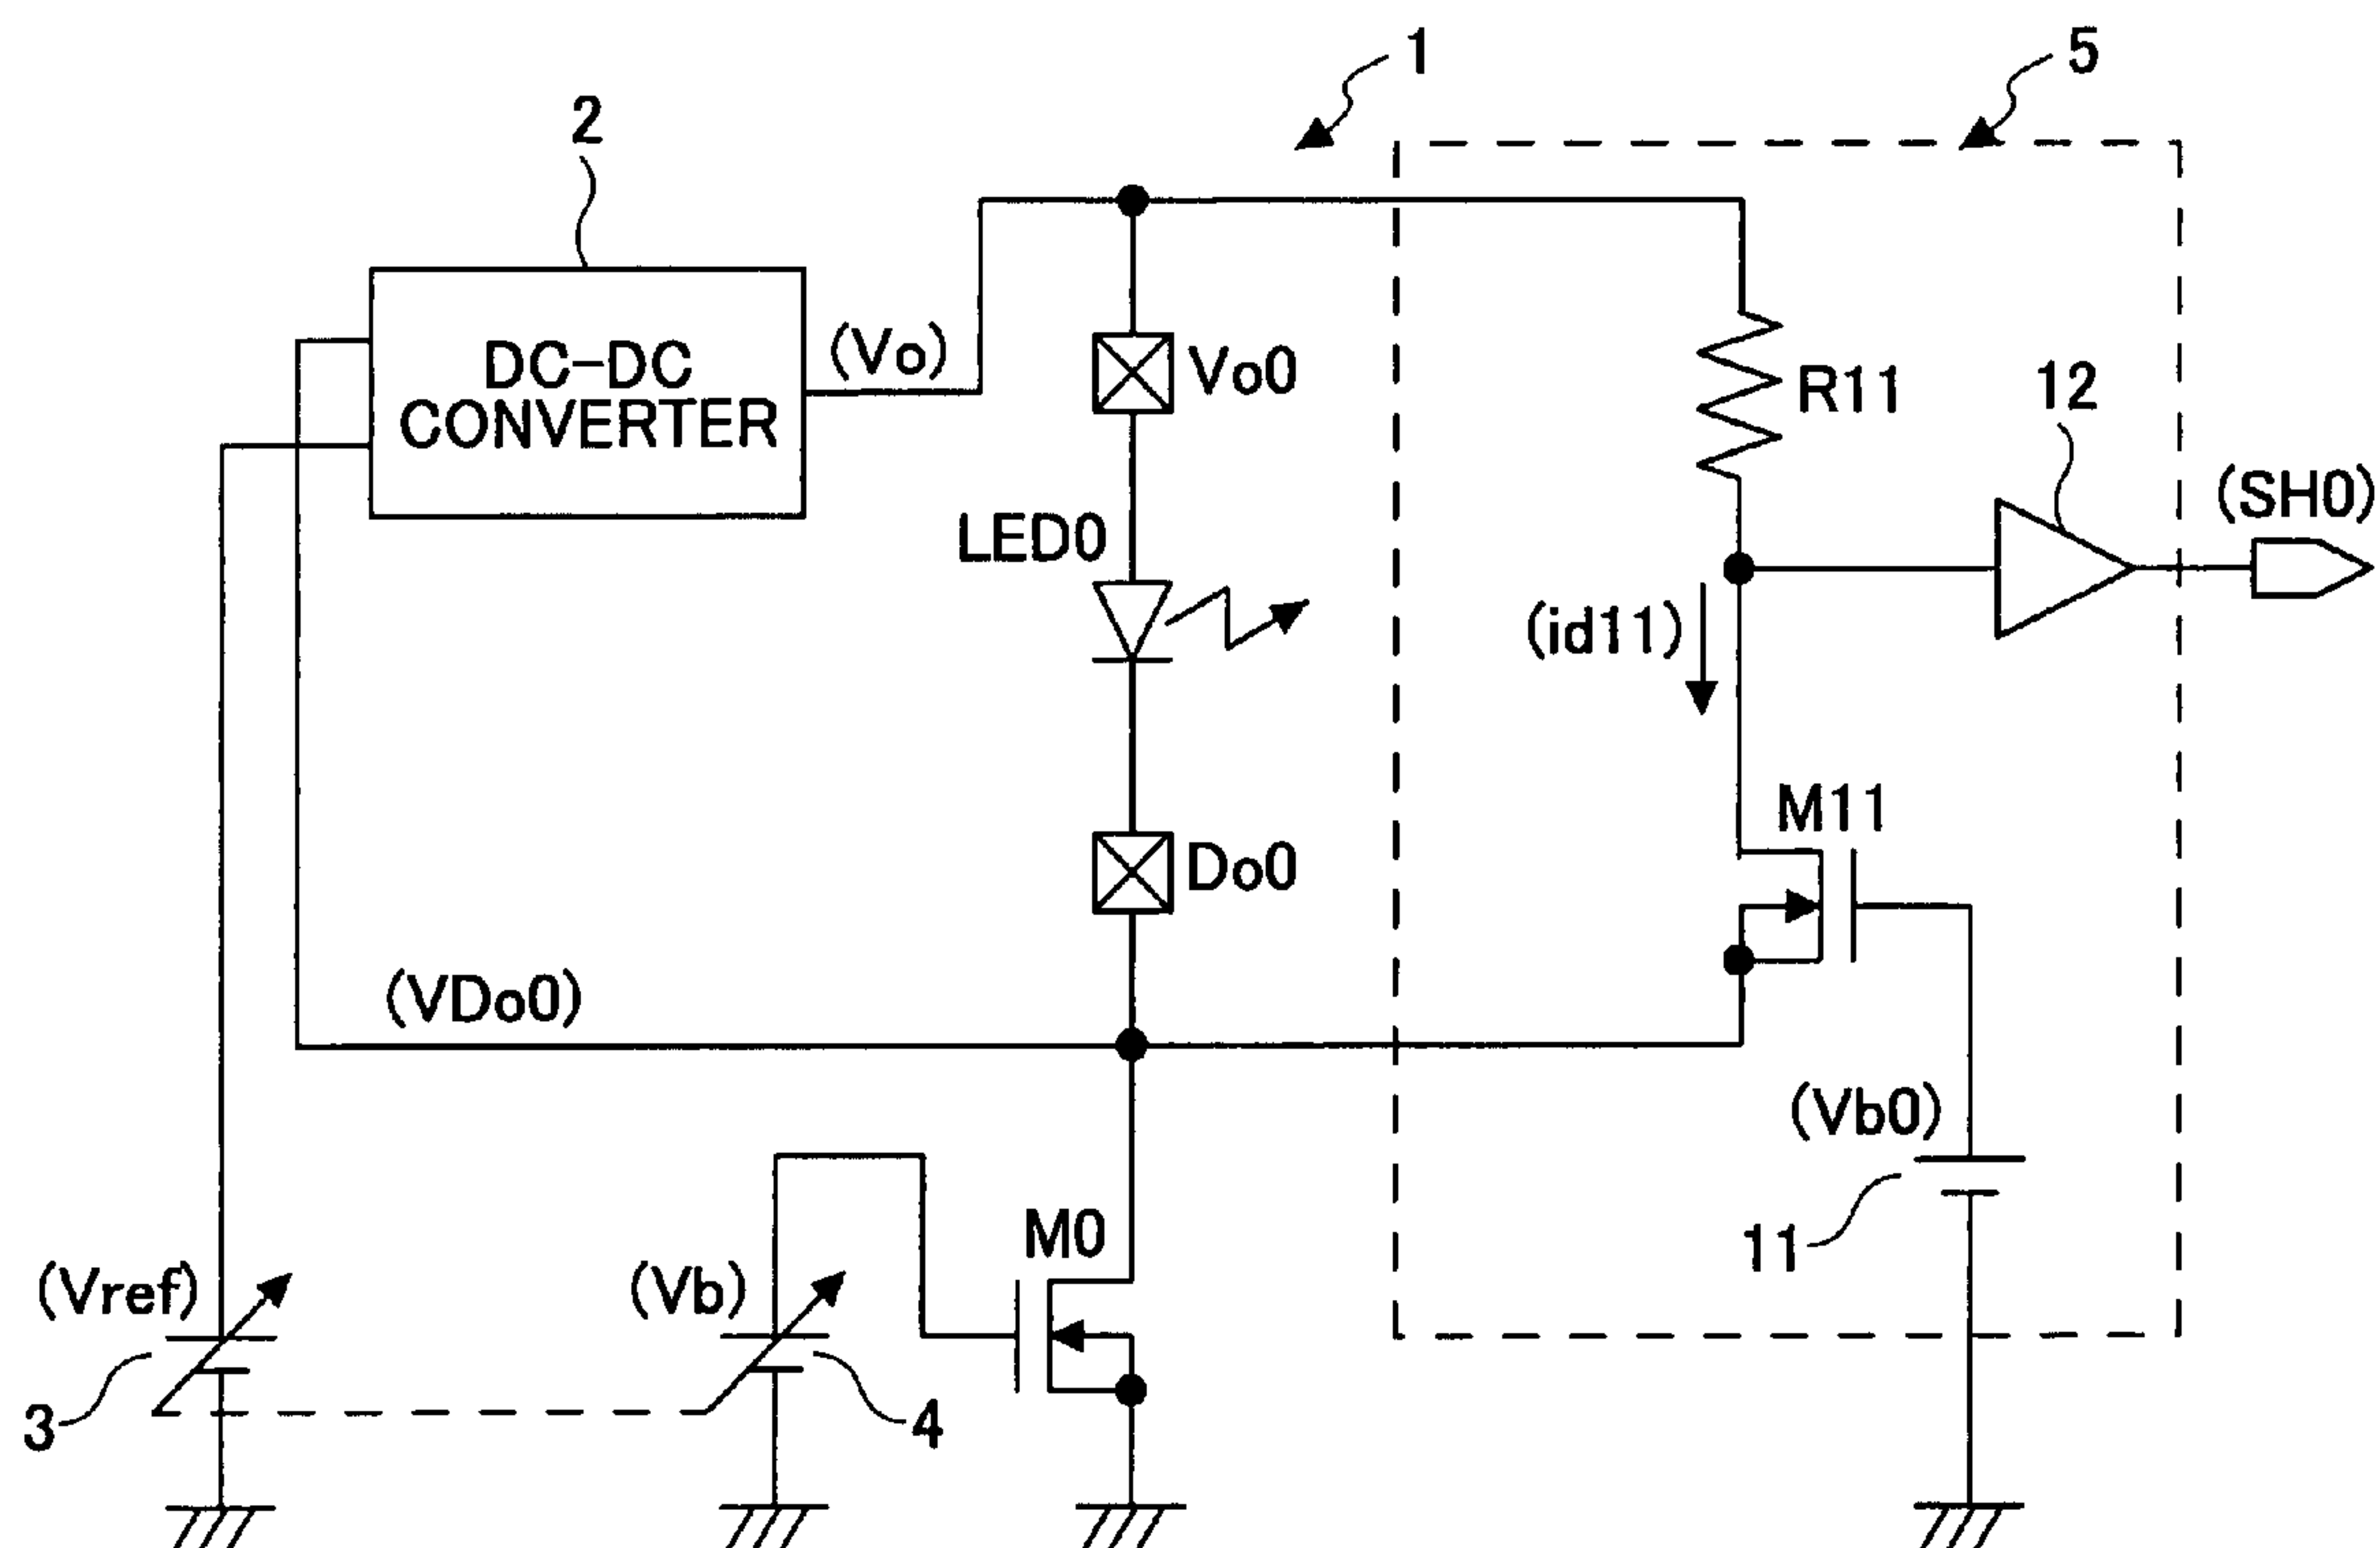 1
5
2
DC-DC
CONVERTER
(Vo)
Vo0
R11
12
(SH0)
LED0
(id11)
M11
Do0
(VDo0)
(Vb0)
11
M0
(Vref)
(Vb)
3
4